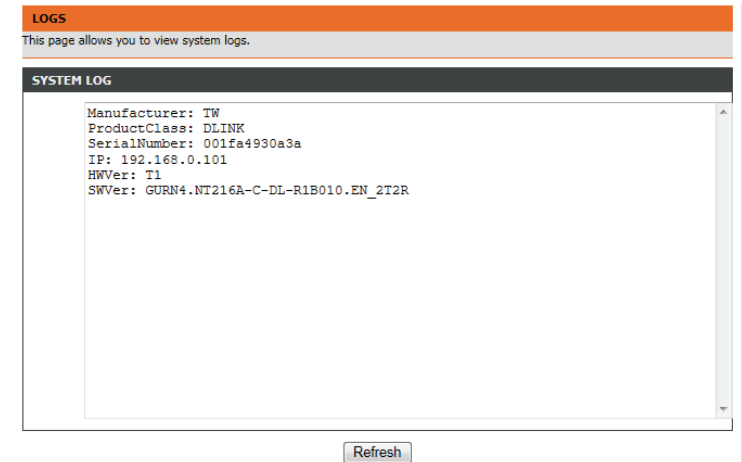 LOGS
This page allows you to view system logs.
SYSTEM LOG
Manufacturer: TW
ProductClass: DLINK
SerialNumber: 001fa4930a3a
IP: 192.168.0.101
HWVer: T1
SWVer: GURN4.NT216A-C-DL-R1B010.EN_2T2R
Refresh